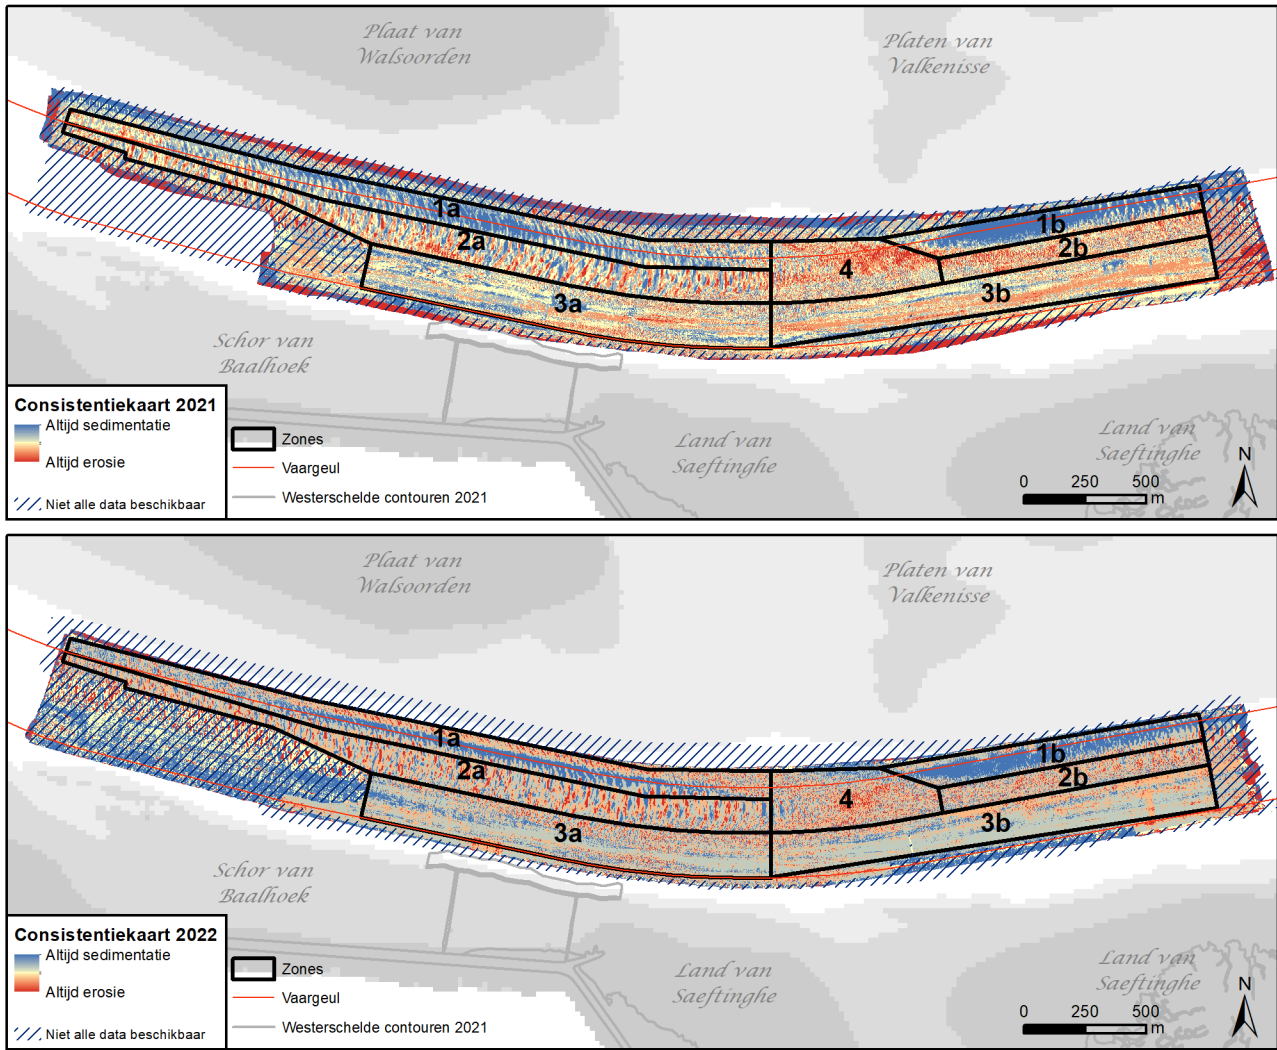 Plaat van
Walsoorden
Platen van
Valkenisse
1a
2a
3a
4
1b
2b
3b
Schor van
Baalhoek
Land van
Saeftinghe
Land van
Saeftinghe
Consistentiekaart 2021
Altijd sedimentatie
Altijd erosie
Niet alle data beschikbaar
Zones
Vaargeul
Westerschelde contouren 2021
N
0 250 500
m
Plaat van
Walsoorden
Platen van
Valkenisse
1a
2a
3a
4
1b
2b
3b
Schor van
Baalhoek
Land van
Saeftinghe
Land van
Saeftinghe
Consistentiekaart 2022
Altijd sedimentatie
Altijd erosie
Niet alle data beschikbaar
Zones
Vaargeul
Westerschelde contouren 2021
N
0 250 500
m